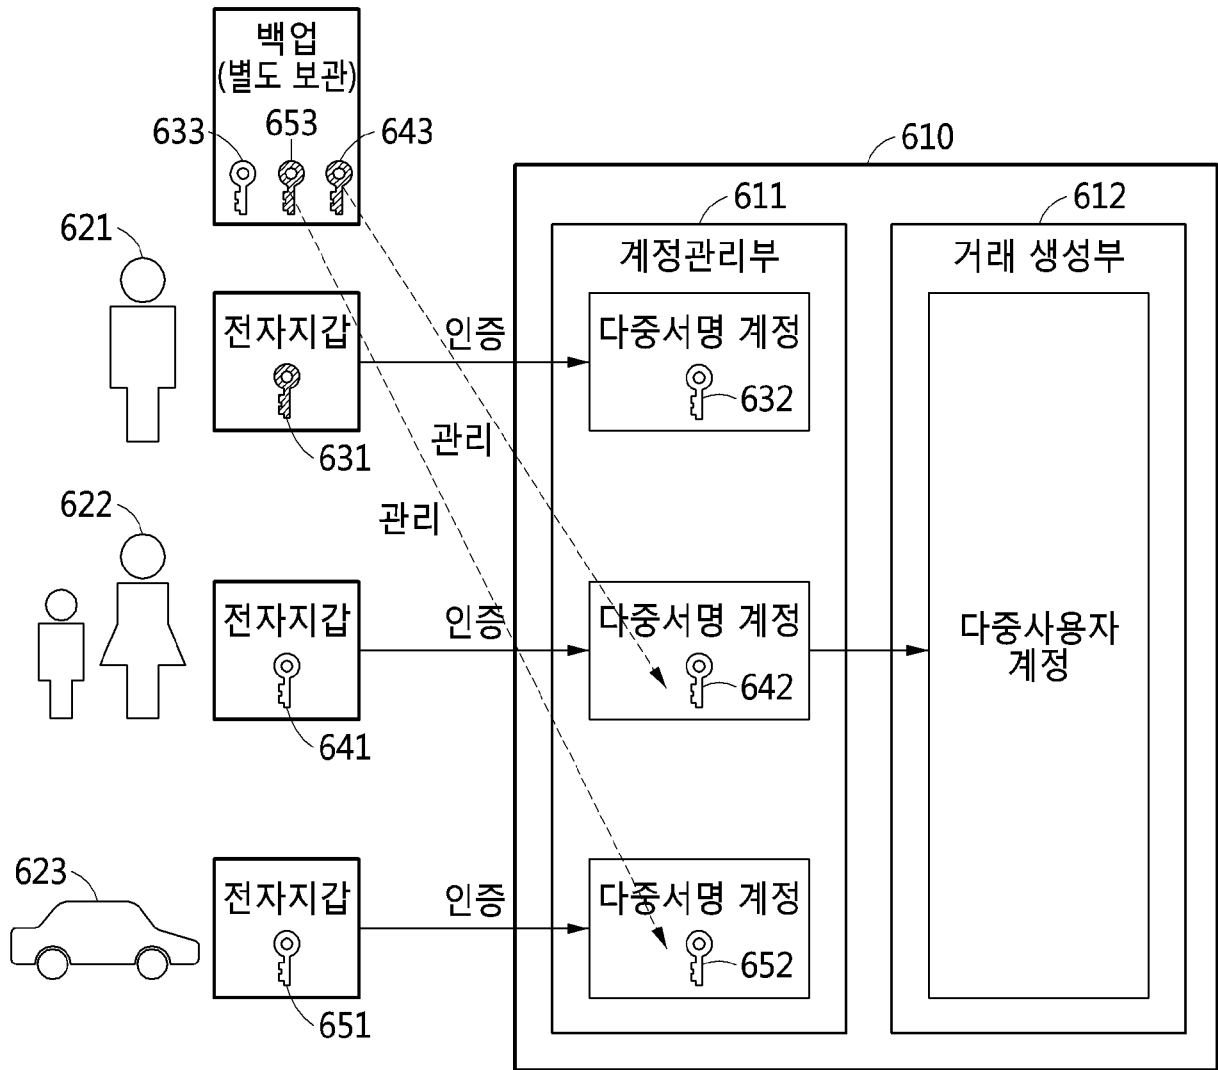 백업
(별도 보관)
633
653
643
610
611
612
621
계정관리부
거래 생성부
전자지갑
인증
다중서명 계정
632
631
관리
관리
622
전자지갑
인증
다중서명 계정
다중사용자
계정
642
641
623
전자지갑
인증
다중서명 계정
652
651